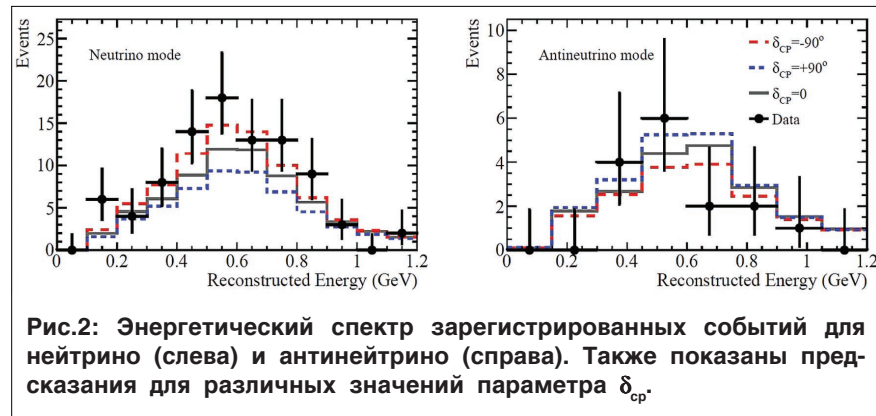 Events
25
20
15
10
5
0
Neutrino mode
0 0.2 0.4 0.6 0.8 1 1.2
Reconstructed Energy (GeV)
Events
10
8
6
4
2
0
Antineutrino mode
δCP=-90°
δCP=+90°
δCP=0
Data
0 0.2 0.4 0.6 0.8 1 1.2
Reconstructed Energy (GeV)
Рис.2: Энергетический спектр зарегистрированных событий для
нейтрино (слева) и антинейтрино (справа). Также показаны пред-
сказания для различных значений параметра δcp.